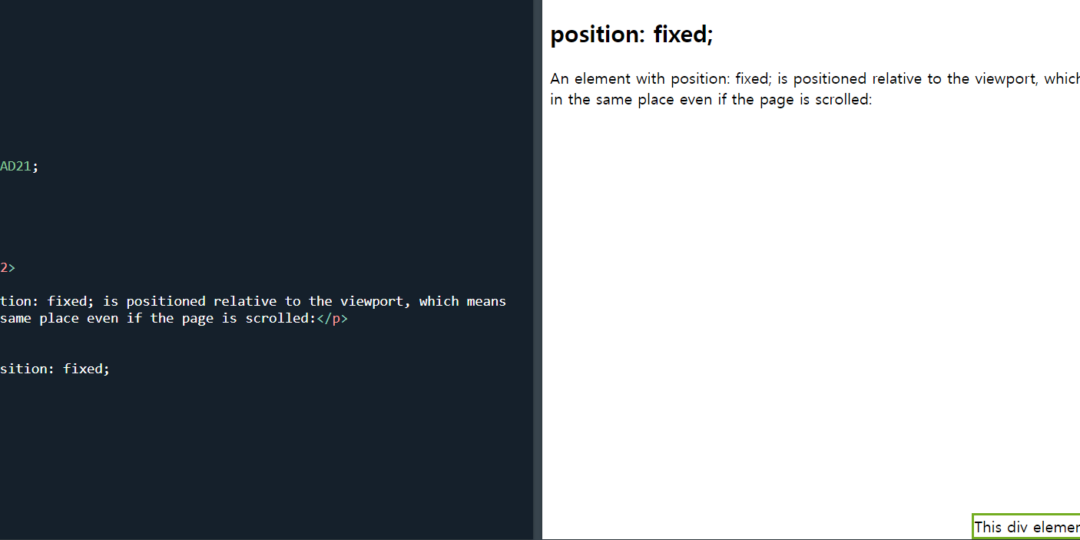 AD21;
2>
tion: fixed; is positioned relative to the viewport, which means
same place even if the page is scrolled:</p>
sition: fixed;
position: fixed;
An element with position: fixed; is positioned relative to the viewport, which
in the same place even if the page is scrolled:
This div elemen